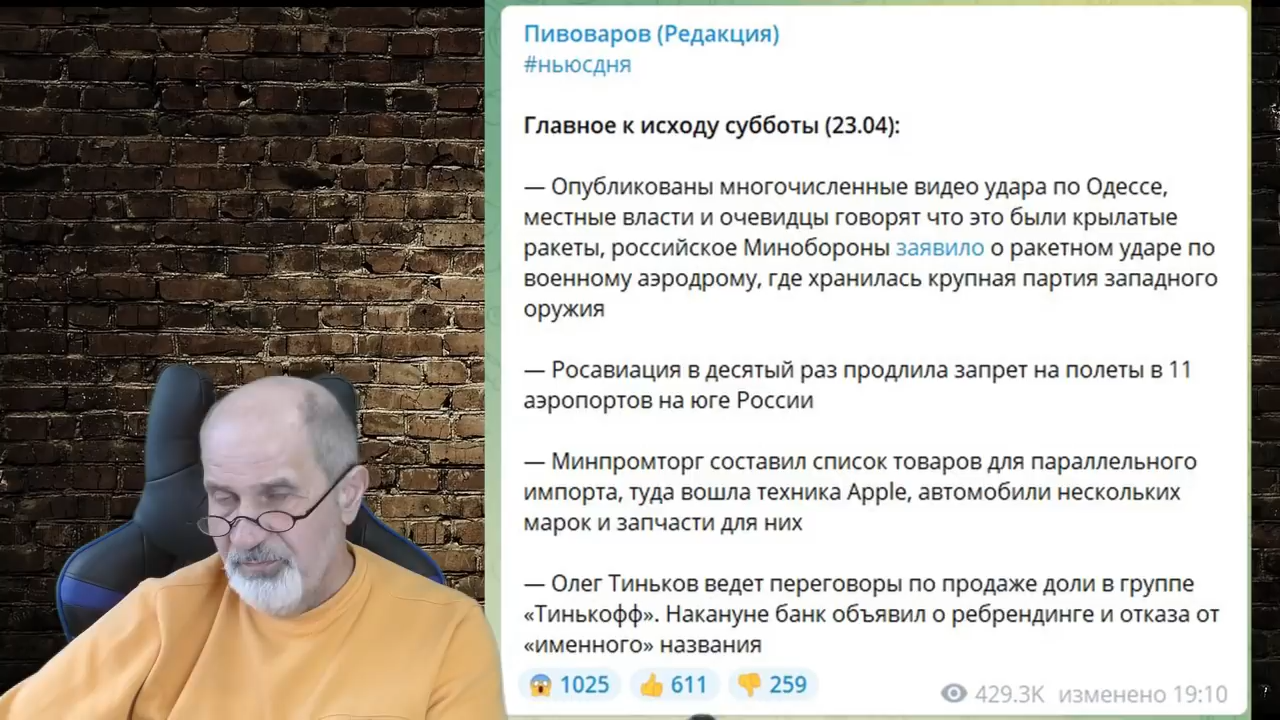 Пивоваров (Редакция)
#ньюсдня
Главное к исходу субботы (23.04):
— Опубликованы многочисленные видео удара по Одессе,
местные власти и очевидцы говорят что это были крылатые
ракеты, российское Минобороны заявило о ракетном ударе по
военному аэродрому, где хранилась крупная партия западного
оружия
— Росавиация в десятый раз продлила запрет на полеты в 11
аэропортов на юге России
— Минпромторг составил список товаров для параллельного
импорта, туда вошла техника Apple, автомобили нескольких
марок и запчасти для них
— Олег Тиньков ведет переговоры по продаже доли в группе
«Тинькофф». Накануне банк объявил о ребрендинге и отказа от
«именного» названия
😱 1025 👍 611 👎 259 429.3K изменено 19:10